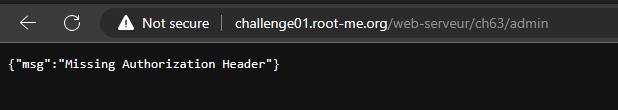 Not secure challenge01.root-me.org/web-serveur/ch63/admin
{"msg":"Missing Authorization Header"}